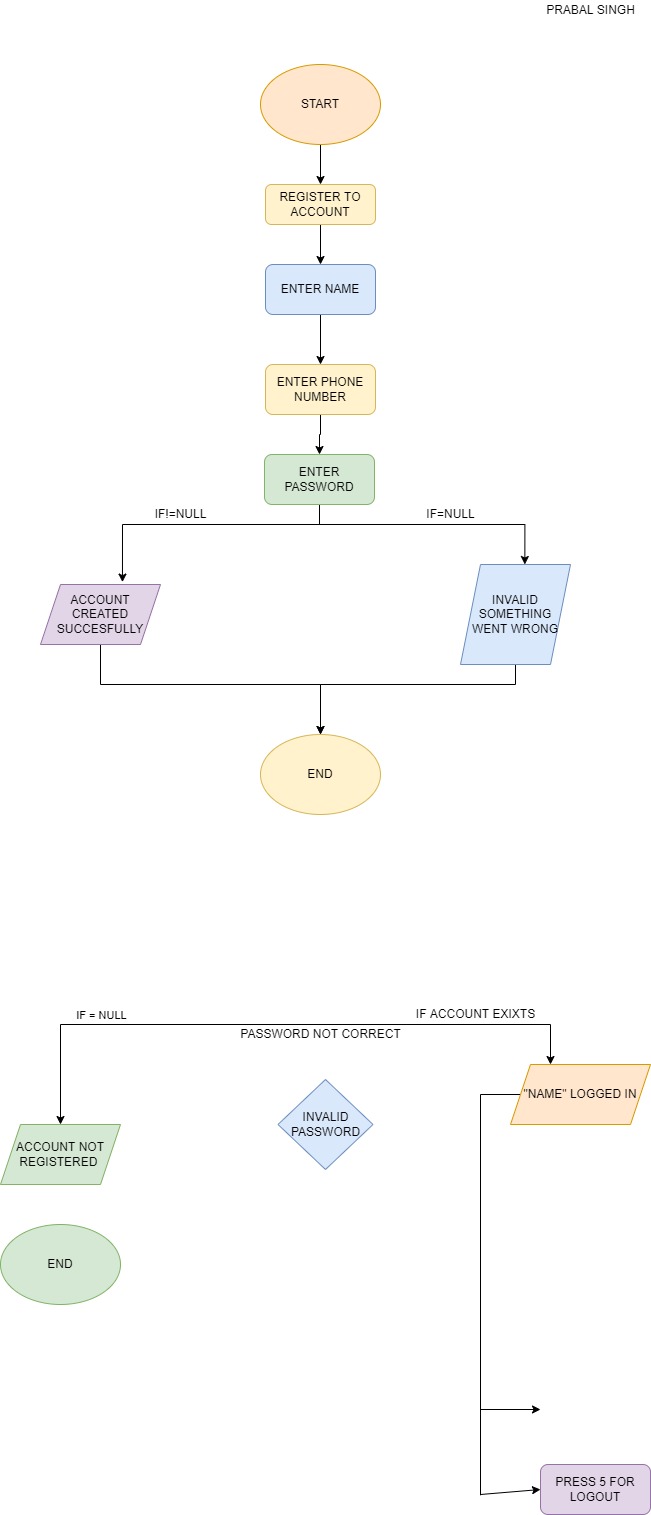 PRABAL SINGH
START
REGISTER TO
ACCOUNT
ENTER NAME
ENTER PHONE
NUMBER
ENTER
PASSWORD
IF!=NULL
IF=NULL
ACCOUNT
CREATED
SUCCESFULLY
INVALID
SOMETHING
WENT WRONG
END
IF = NULL
IF ACCOUNT EXIXTS
PASSWORD NOT CORRECT
"NAME" LOGGED IN
INVALID
PASSWORD
ACCOUNT NOT
REGISTERED
END
PRESS 5 FOR
LOGOUT